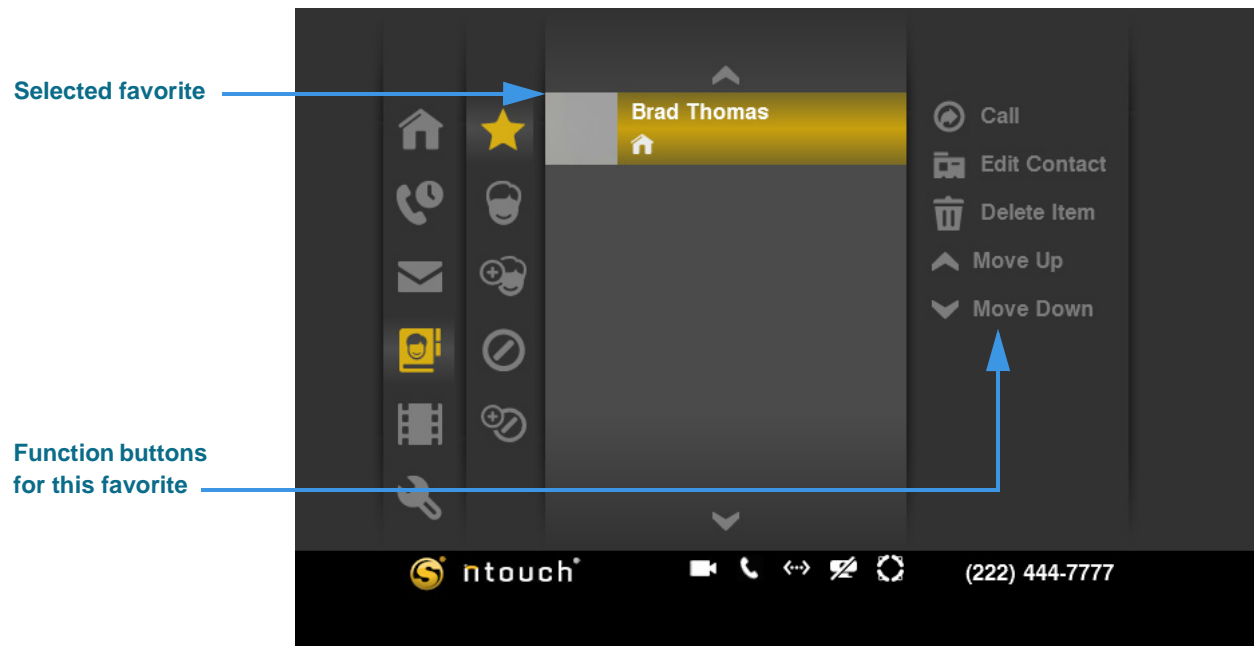 Selected favorite
Brad Thomas
Call
Edit Contact
Delete Item
Move Up
Move Down
Function buttons
for this favorite
ntouch®
(222) 444-7777